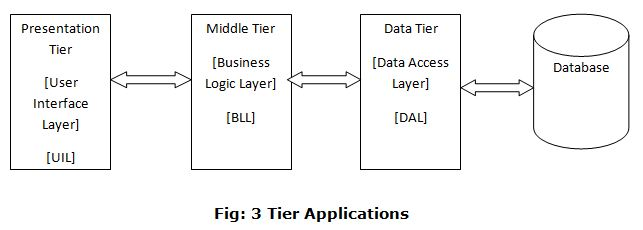 Presentation
Tier
[User
Interface
Layer]
[UIL]
Middle Tier
[Business
Logic Layer]
[BLL]
Data Tier
[Data Access
Layer]
[DAL]
Database
Fig: 3 Tier Applications